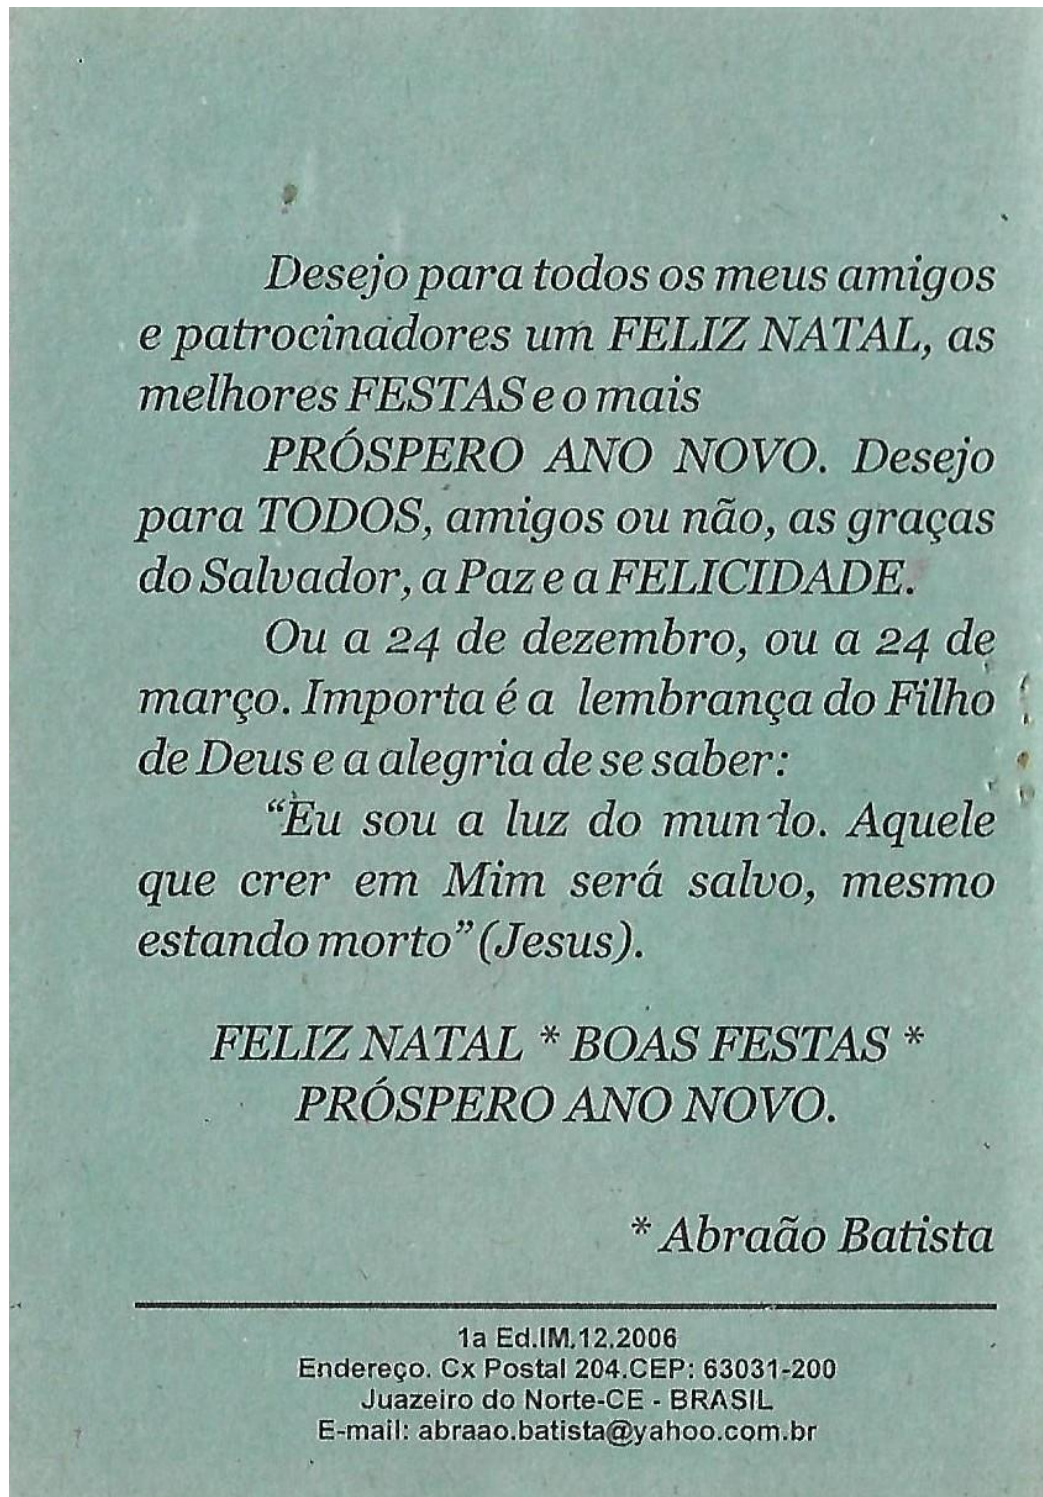 Desejo para todos os meus amigos
e patrocinadores um FELIZ NATAL, as
melhores FESTAS e o mais
PRÓSPERO ANO NOVO. Desejo
para TODOS, amigos ou não, as graças
do Salvador, a Paz e a FELICIDADE.
Ou a 24 de dezembro, ou a 24 de
março. Importa é a lembrança do Filho
de Deus e a alegria de se saber:
“Eu sou a luz do mundo. Aquele
que crer em Mim será salvo, mesmo
estando morto” (Jesus).
FELIZ NATAL * BOAS FESTAS *
PRÓSPERO ANO NOVO.
* Abraão Batista
1a Ed.IM.12.2006
Endereço. Cx Postal 204.CEP: 63031-200
Juazeiro do Norte-CE - BRASIL
E-mail: abraao.batista@yahoo.com.br